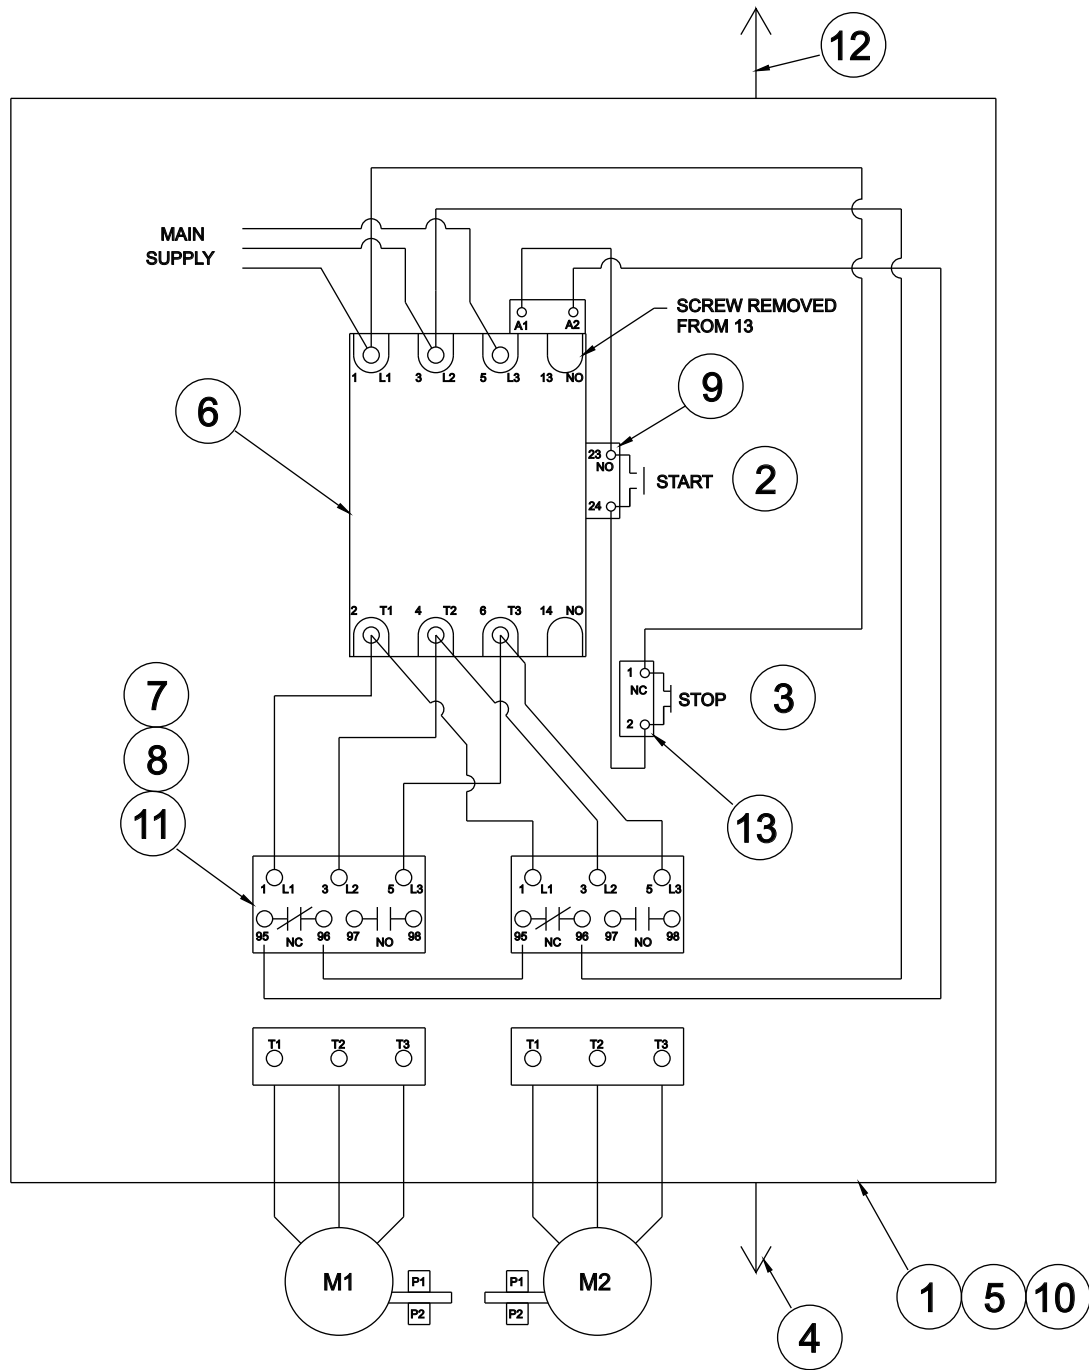 12
MAIN
SUPPLY
A1 A2
SCREW REMOVED
FROM 13
1 L1 3 L2 5 L3 13 NO
9
6
23
NO
START
2
24
2 T1 4 T2 6 T3 14 NO
1
NC
STOP
3
2
7
8
11
13
1 L1 3 L2 5 L3
95 NC 96 97 NO 98
1 L1 3 L2 5 L3
95 NC 96 97 NO 98
T1 T2 T3
T1 T2 T3
M1
P1
P2
P1
P2
M2
1 5 10
4